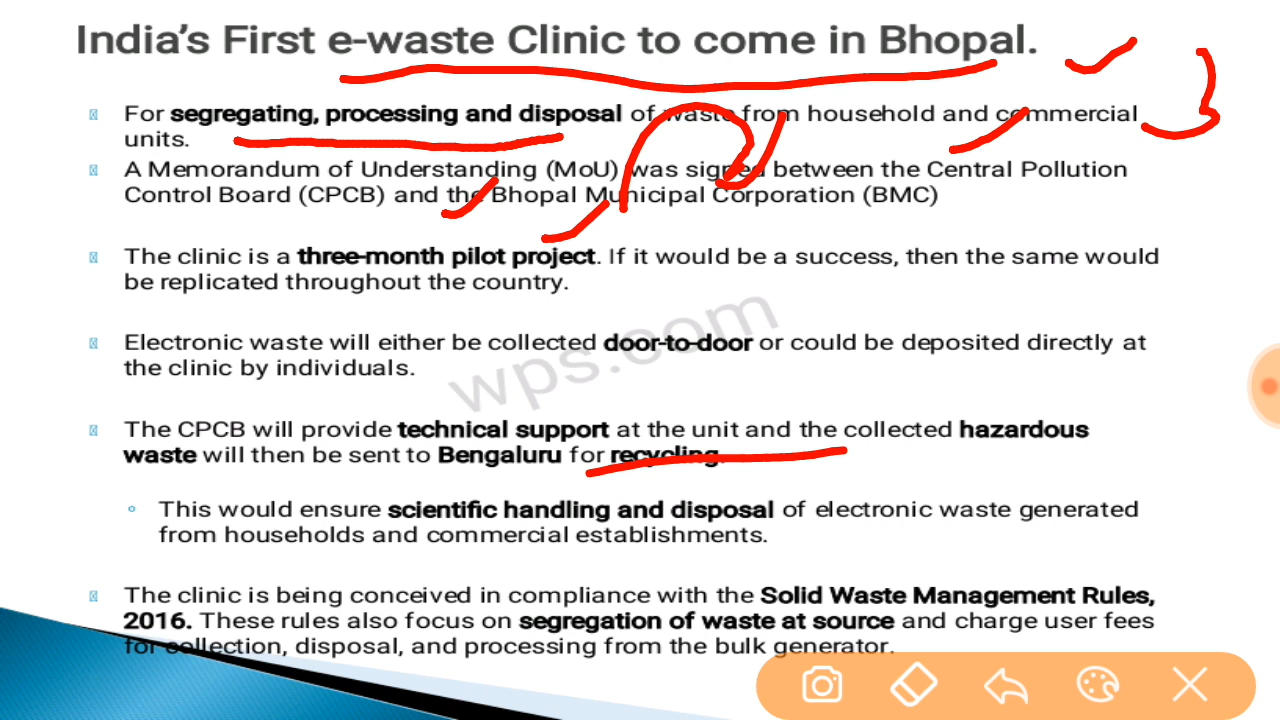 India's First e-waste Clinic to come in Bhopal.
For segregating, processing and disposal of waste from household and commercial
units.
A Memorandum of Understanding (MoU) was signed between the Central Pollution
Control Board (CPCB) and the Bhopal Municipal Corporation (BMC)
The clinic is a three-month pilot project. If it would be a success, then the same would
be replicated throughout the country.
Electronic waste will either be collected door-to-door or could be deposited directly at
the clinic by individuals.
wps.com
The CPCB will provide technical support at the unit and the collected hazardous
waste will then be sent to Bengaluru for recycling.
This would ensure scientific handling and disposal of electronic waste generated
from households and commercial establishments.
The clinic is being conceived in compliance with the Solid Waste Management Rules,
2016. These rules also focus on segregation of waste at source and charge user fees
for collection, disposal, and processing from the bulk generator.